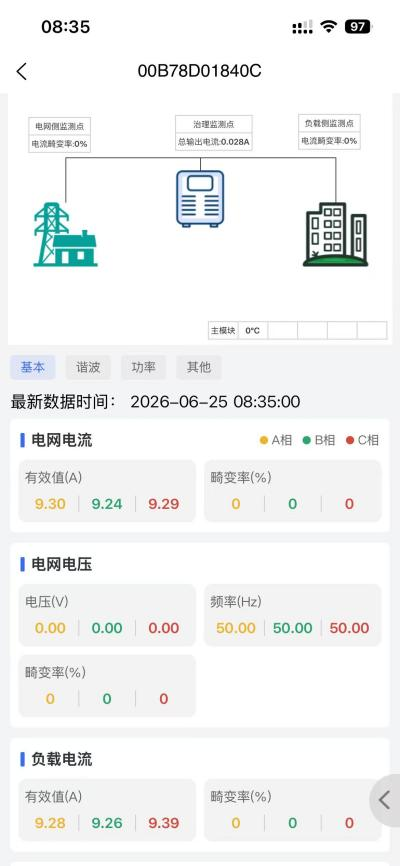 08:35
97
00B78D01840C
电网侧监测点
电流畸变率:0%
治理监测点
总输出电流:0.028A
负载侧监测点
电流畸变率:0%
主模块 0°C
基本 谐波 功率 其他
最新数据时间： 2026-06-25 08:35:00
电网电流 A相 B相 C相
有效值(A) 畸变率(%)
9.30 9.24 9.29 0 0 0
电网电压
电压(V) 频率(Hz)
0.00 0.00 0.00 50.00 50.00 50.00
畸变率(%)
0 0 0
负载电流
有效值(A) 畸变率(%)
9.28 9.26 9.39 0 0 0